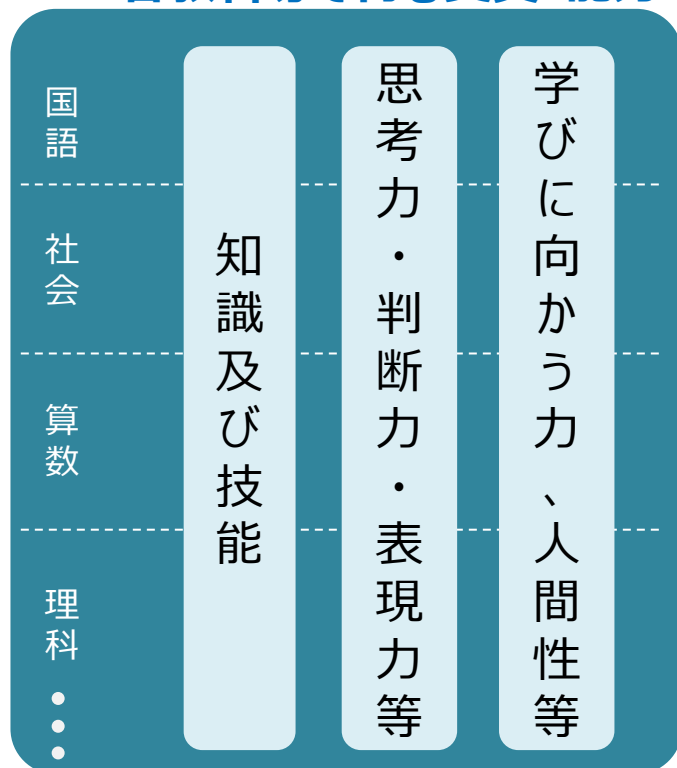 国語
社会
算数
理科
知識及び技能
思考力・判断力・表現力等
学びに向かう力、人間性等